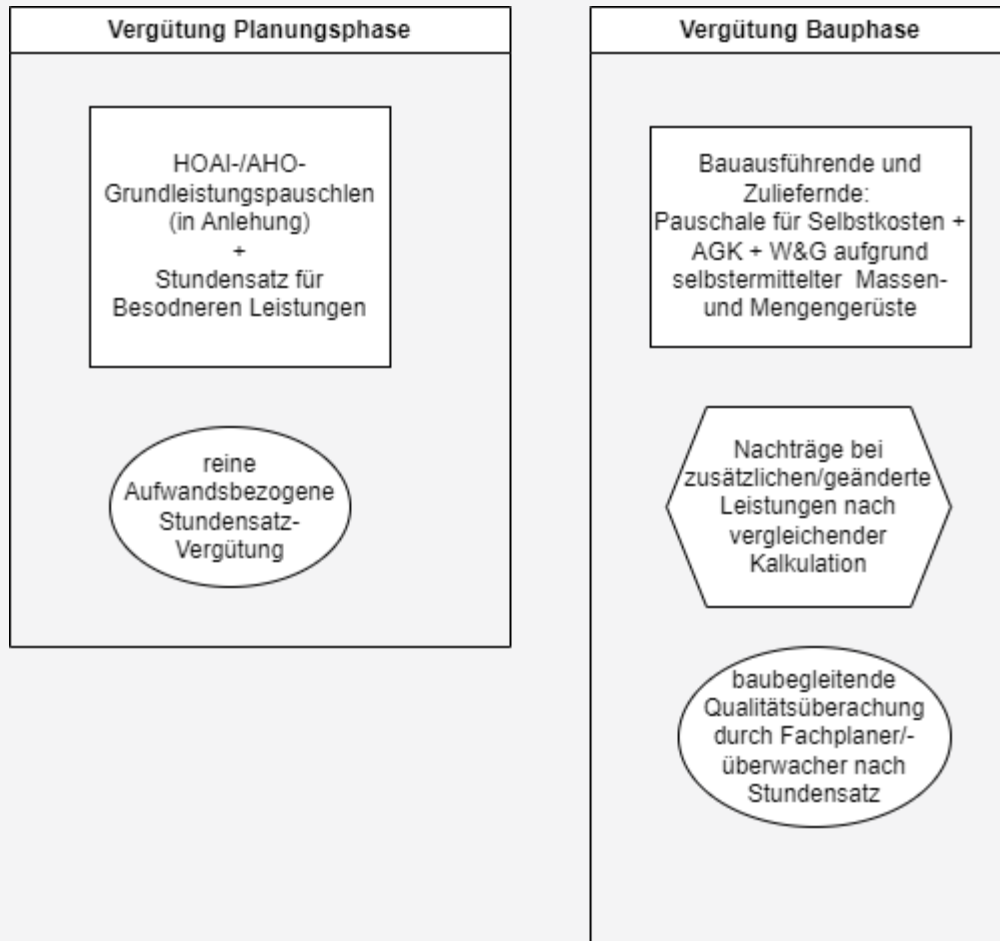 Vergütung Planungsphase
HOAI-/AHO-
Grundleistungspauschlen
(in Anlehung)
+
Stundensatz für
Besodneren Leistungen
reine
Aufwandsbezogene
Stundensatz-
Vergütung
Vergütung Bauphase
Bauausführende und
Zuliefernde:
Pauschale für Selbstkosten +
AGK + W&G aufgrund
selbstermittelter Massen-
und Mengengerüste
Nachträge bei
zusätzlichen/geänderte
Leistungen nach
vergleichender
Kalkulation
baubegleitende
Qualitätsüberachung
durch Fachplaner/-
überwacher nach
Stundensatz